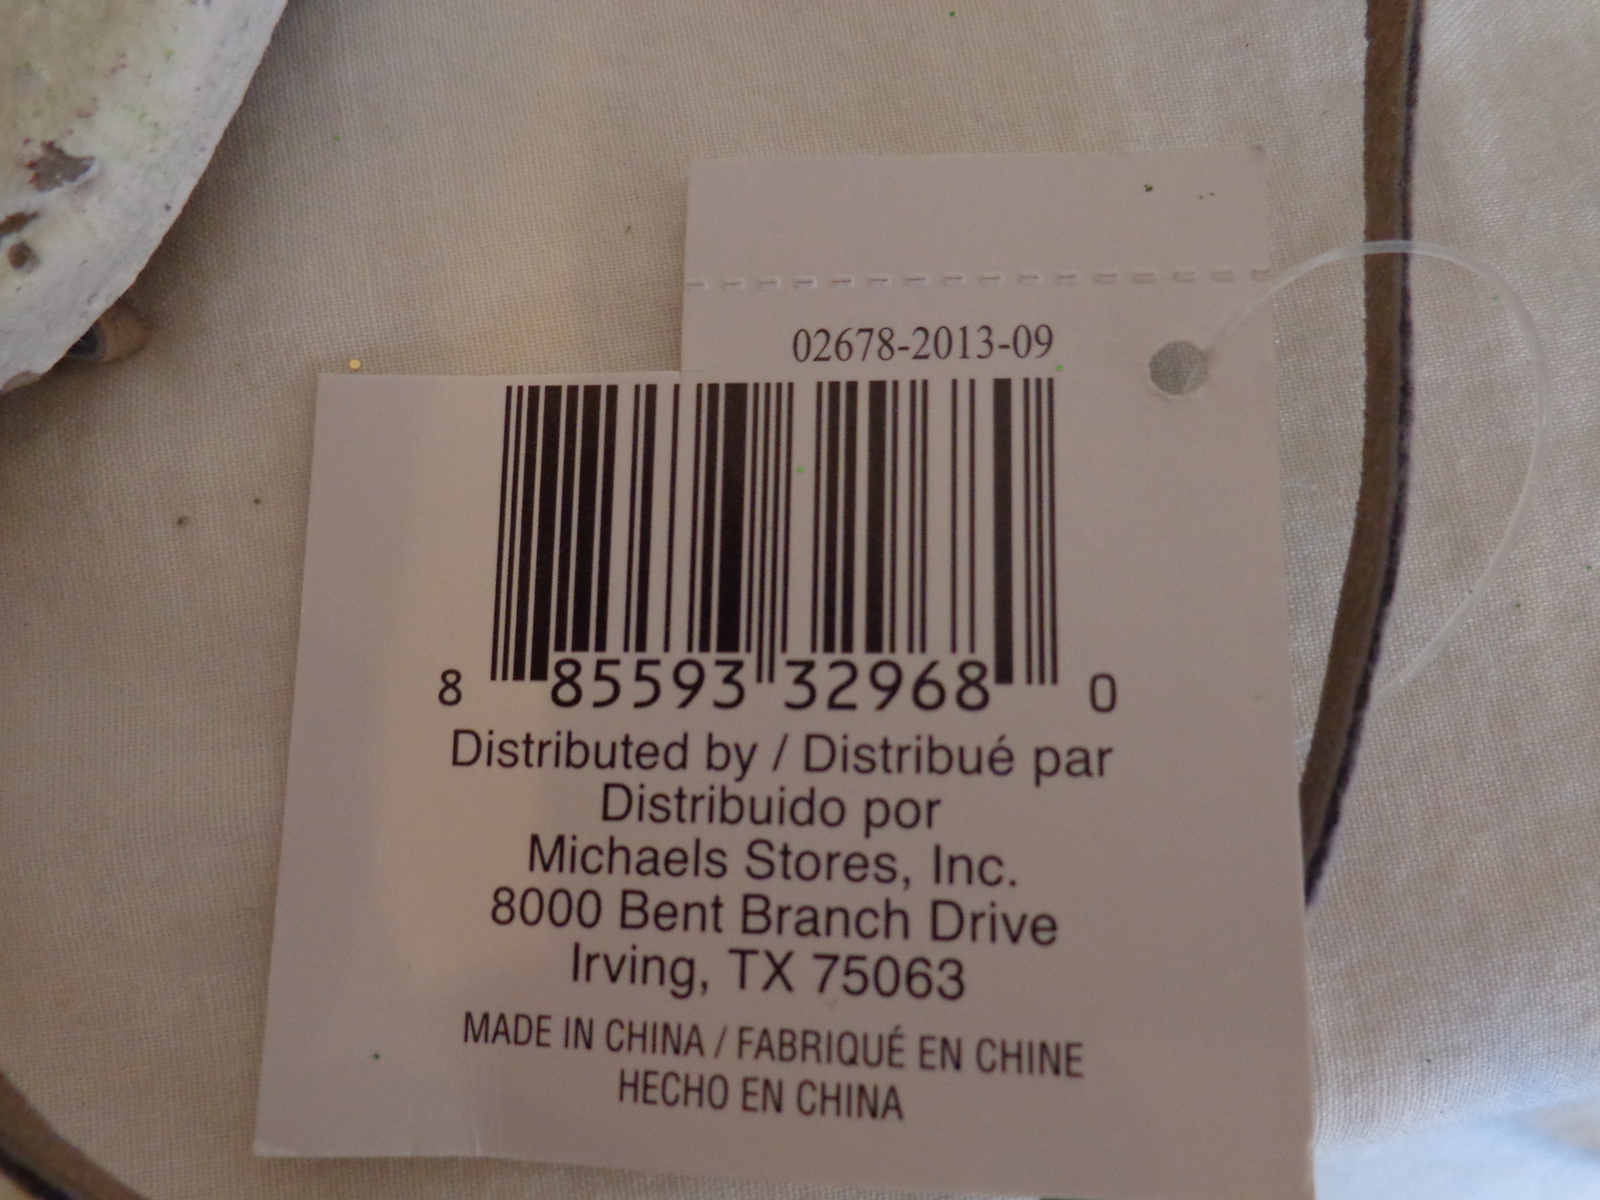 02678-2013-09
8 85593 32968 0
Distributed by / Distribué par
Distribuido por
Michaels Stores, Inc.
8000 Bent Branch Drive
Irving, TX 75063
MADE IN CHINA / FABRIQUÉ EN CHINE
HECHO EN CHINA